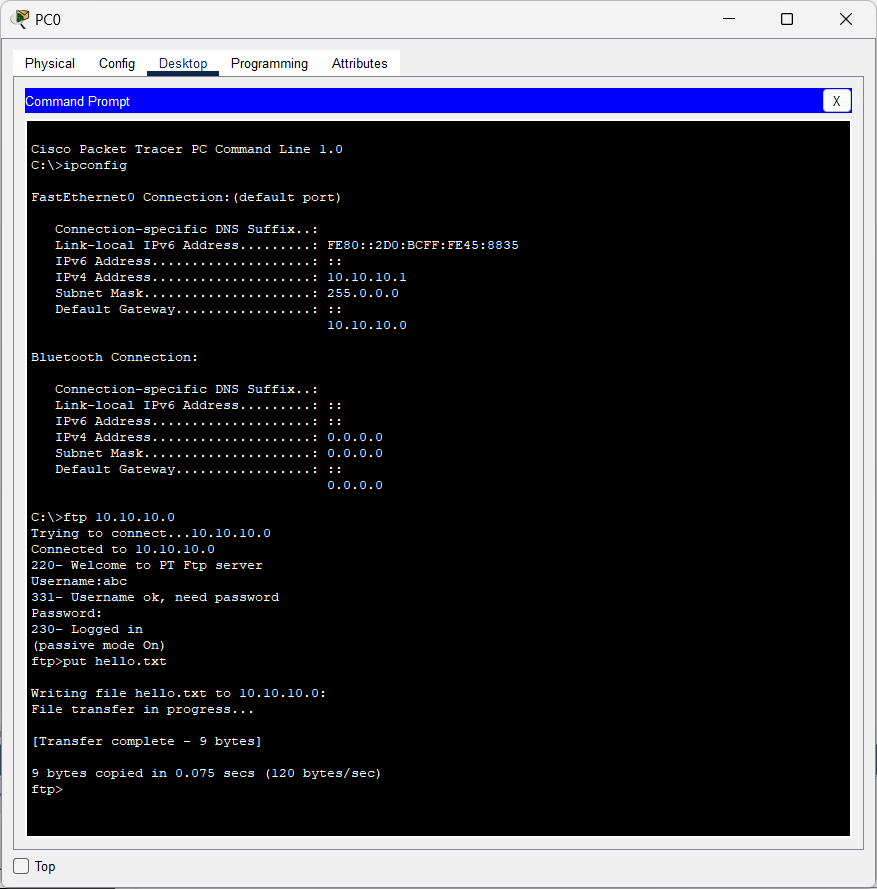 PC0
Physical Config Desktop Programming Attributes
Command Prompt X
Cisco Packet Tracer PC Command Line 1.0
C:\>ipconfig
FastEthernet0 Connection:(default port)
Connection-specific DNS Suffix..:
Link-local IPv6 Address.........: FE80::2D0:BCFF:FE45:8835
IPv6 Address....................: ::
IPv4 Address....................: 10.10.10.1
Subnet Mask.....................: 255.0.0.0
Default Gateway.................: ::
10.10.10.0
Bluetooth Connection:
Connection-specific DNS Suffix..:
Link-local IPv6 Address.........: ::
IPv6 Address....................: ::
IPv4 Address....................: 0.0.0.0
Subnet Mask.....................: 0.0.0.0
Default Gateway.................: ::
0.0.0.0
C:\>ftp 10.10.10.0
Trying to connect...10.10.10.0
Connected to 10.10.10.0
220- Welcome to PT Ftp server
Username:abc
331- Username ok, need password
Password:
230- Logged in
(passive mode On)
ftp>put hello.txt
Writing file hello.txt to 10.10.10.0:
File transfer in progress...
[Transfer complete - 9 bytes]
9 bytes copied in 0.075 secs (120 bytes/sec)
ftp>
Top